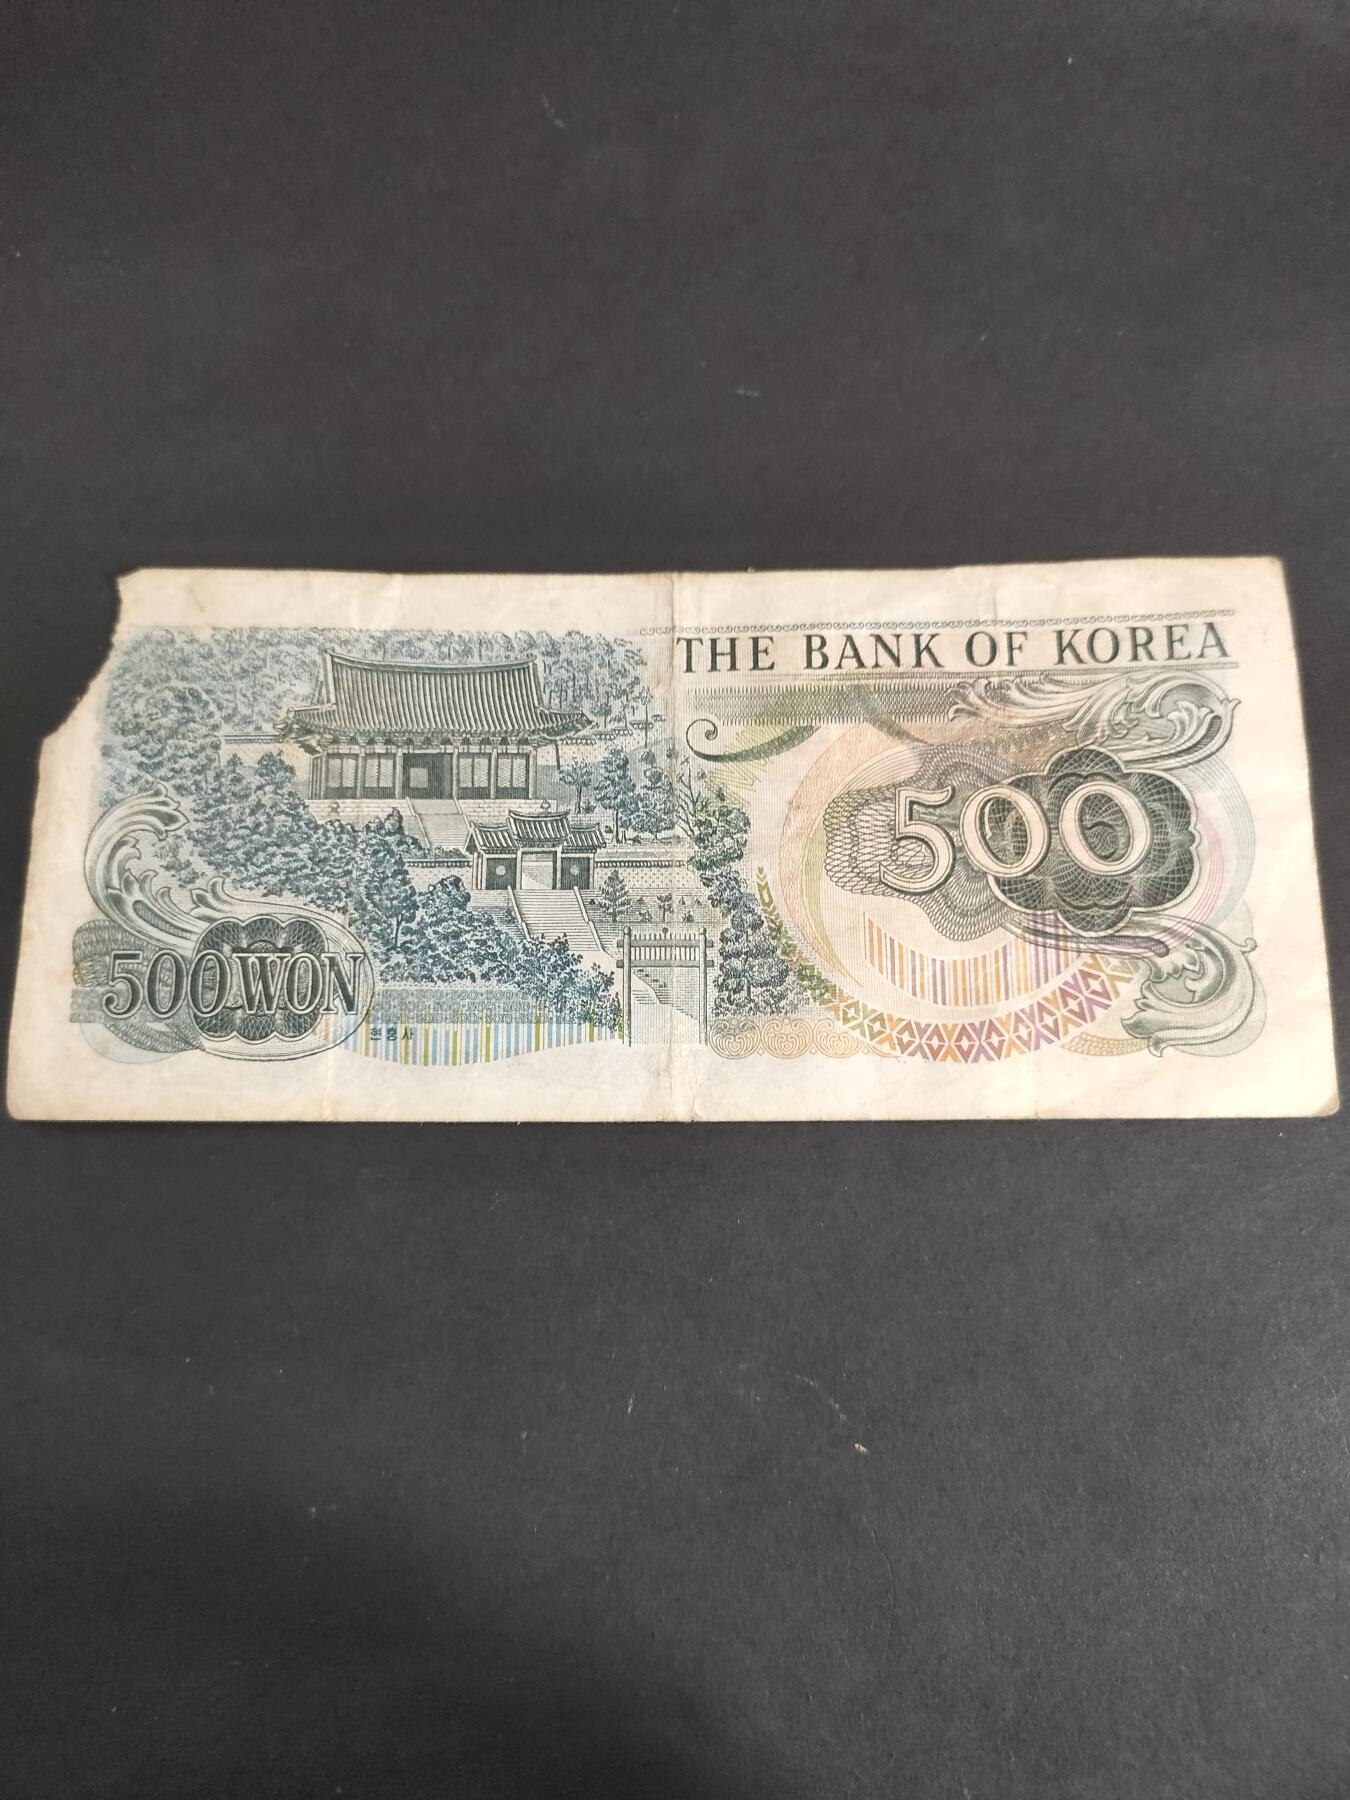 THE BANK OF KOREA
500
500 WON
현충사